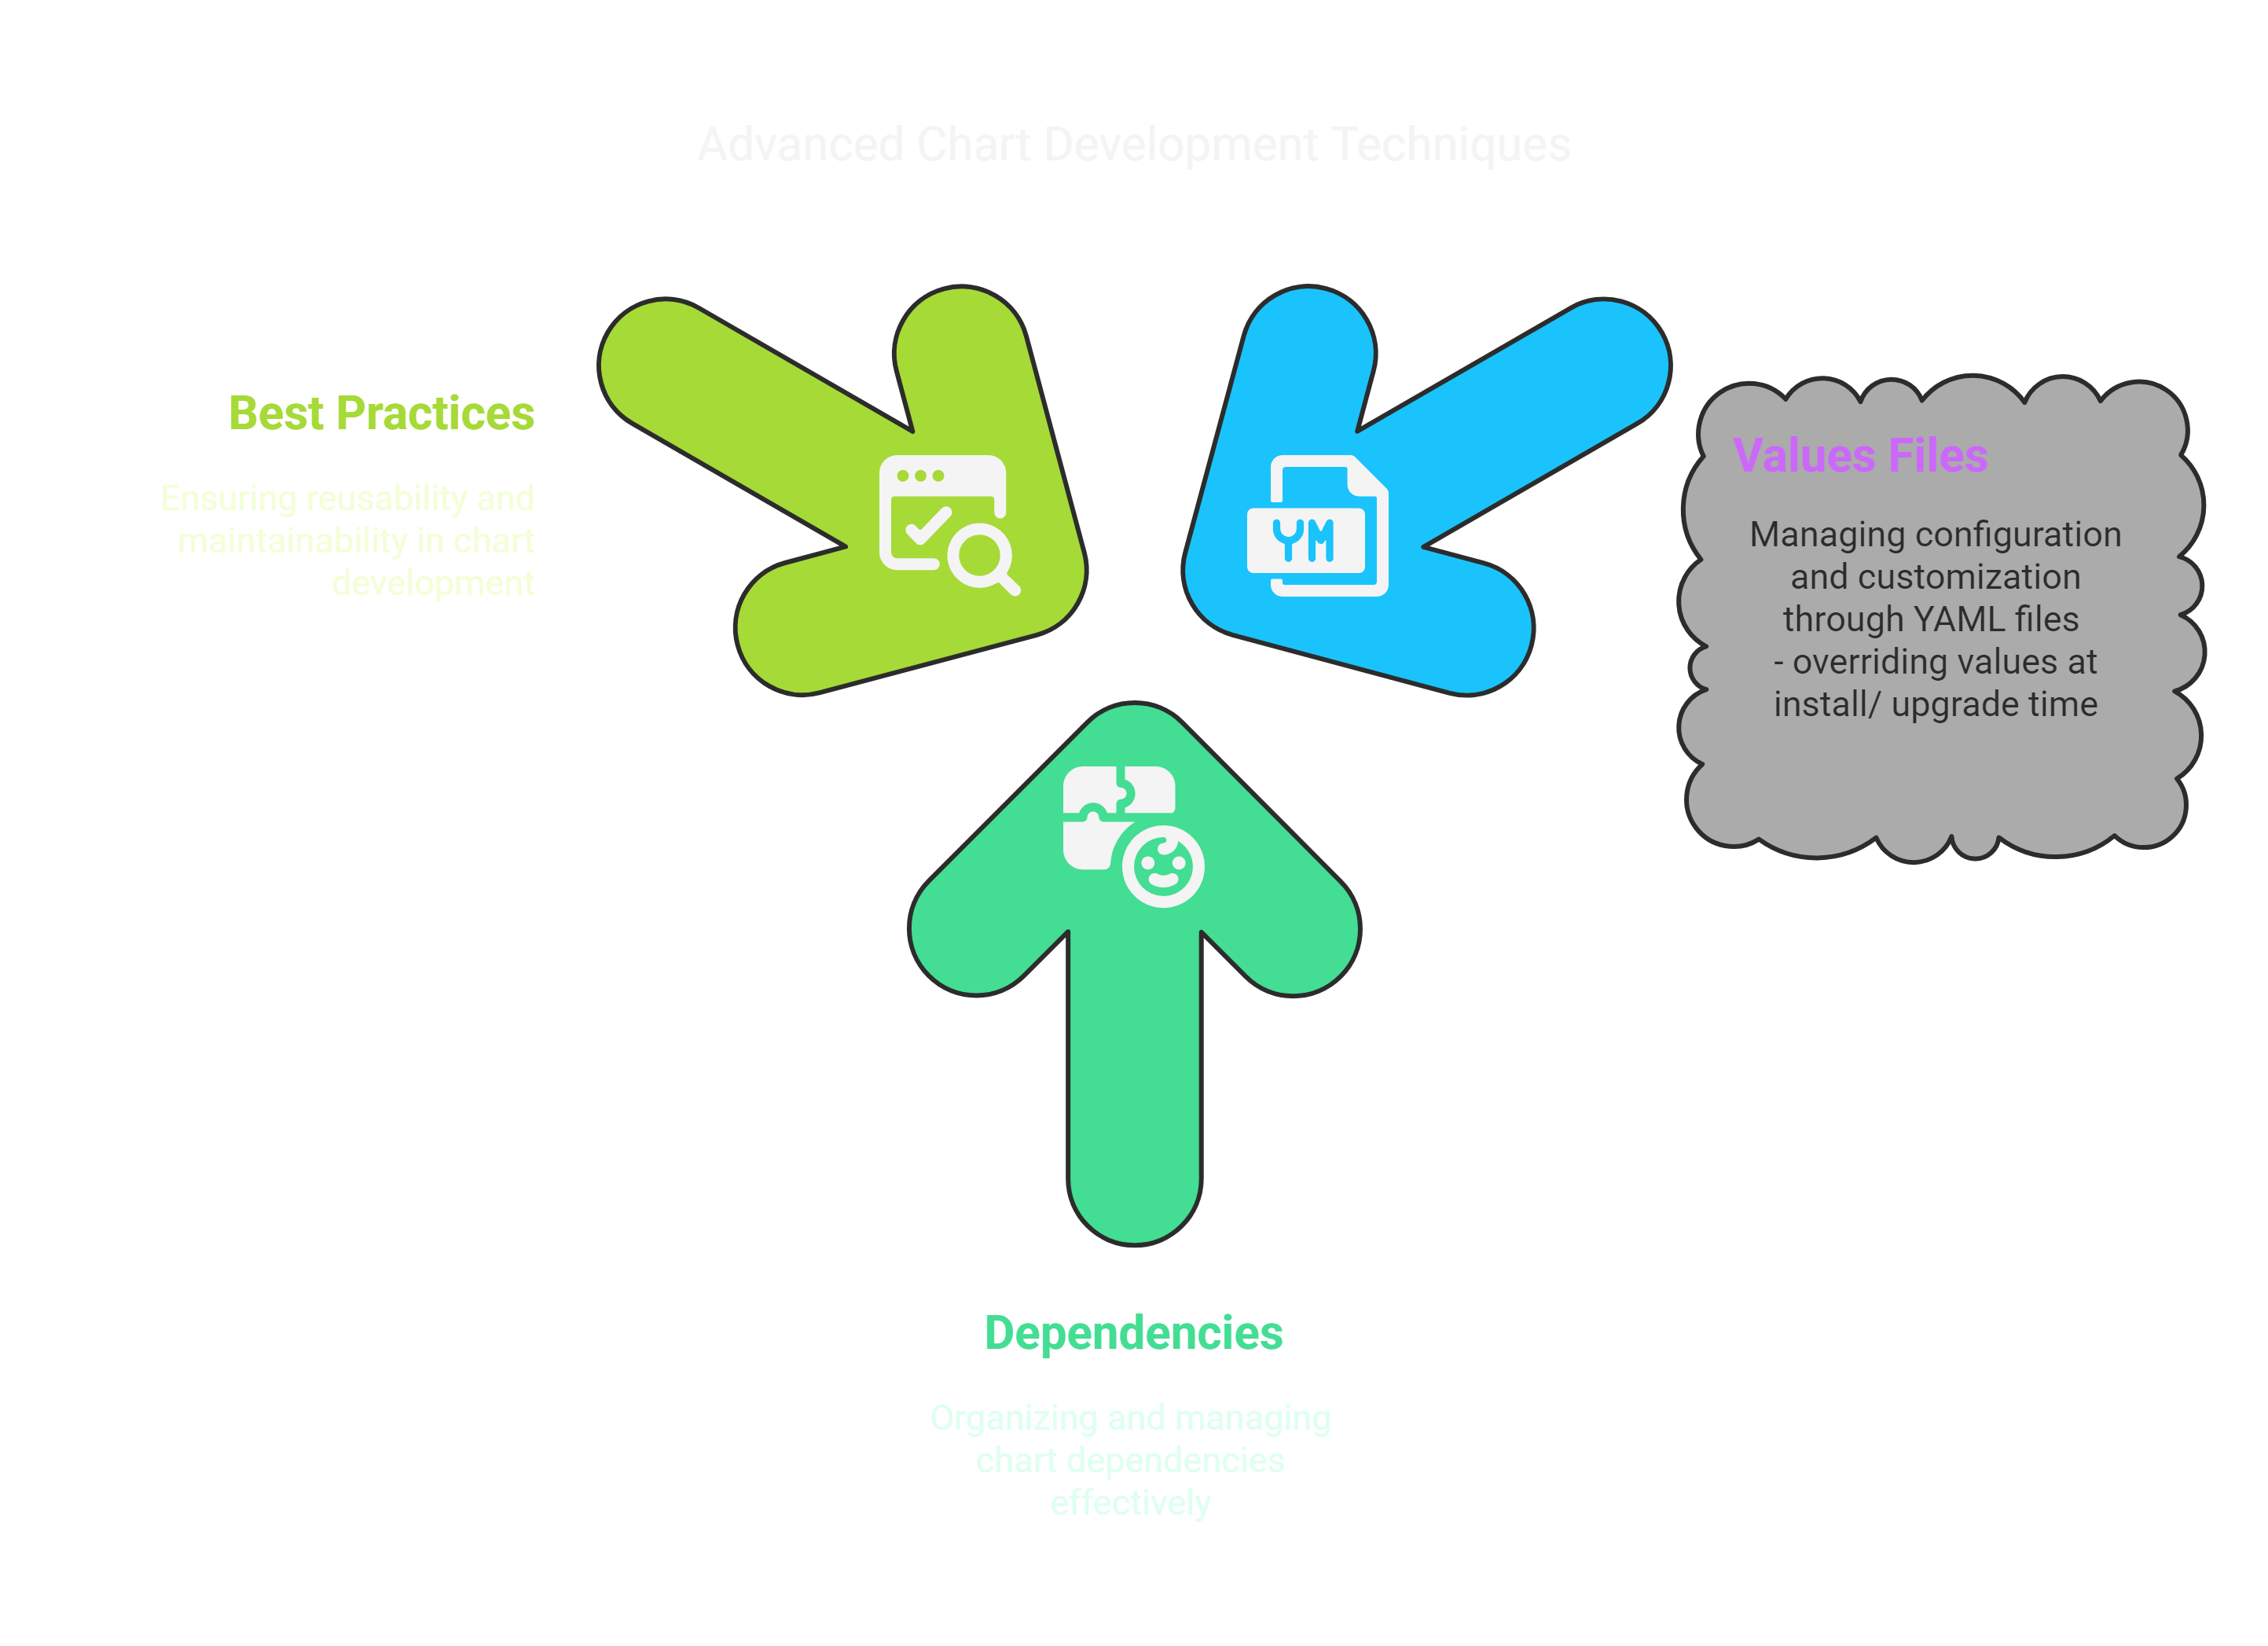 Advanced Chart Development Techniques
Best Practices
Ensuring reusability and
maintainability in chart
development
YM
Values Files
Managing configuration
and customization
through YAML files
- overriding values at
install/ upgrade time
Dependencies
Organizing and managing
chart dependencies
effectively